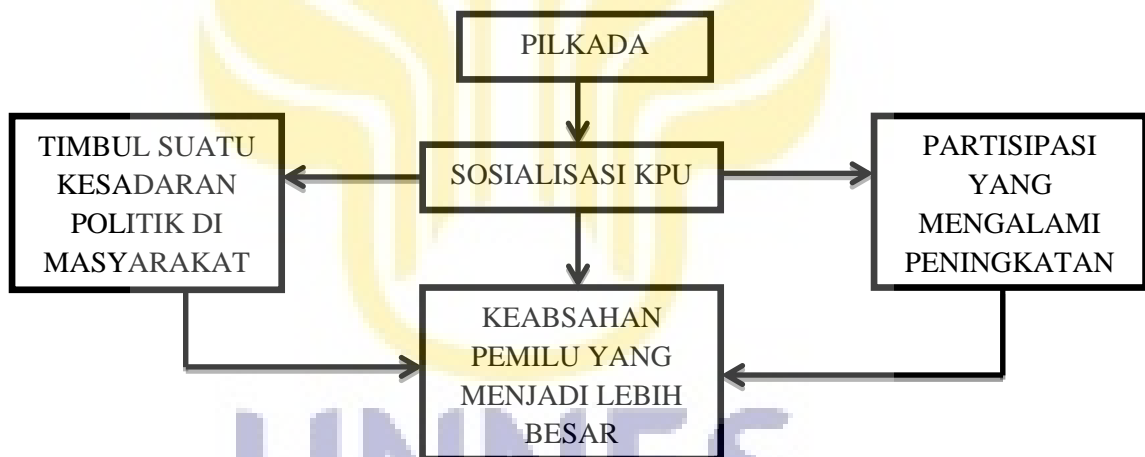 PILKADA
TIMBUL SUATU
KESADARAN
POLITIK DI
MASYARAKAT
SOSIALISASI KPU
PARTISIPASI
YANG
MENGALAMI
PENINGKATAN
KEABSAHAN
PEMILU YANG
MENJADI LEBIH
BESAR
UNNES